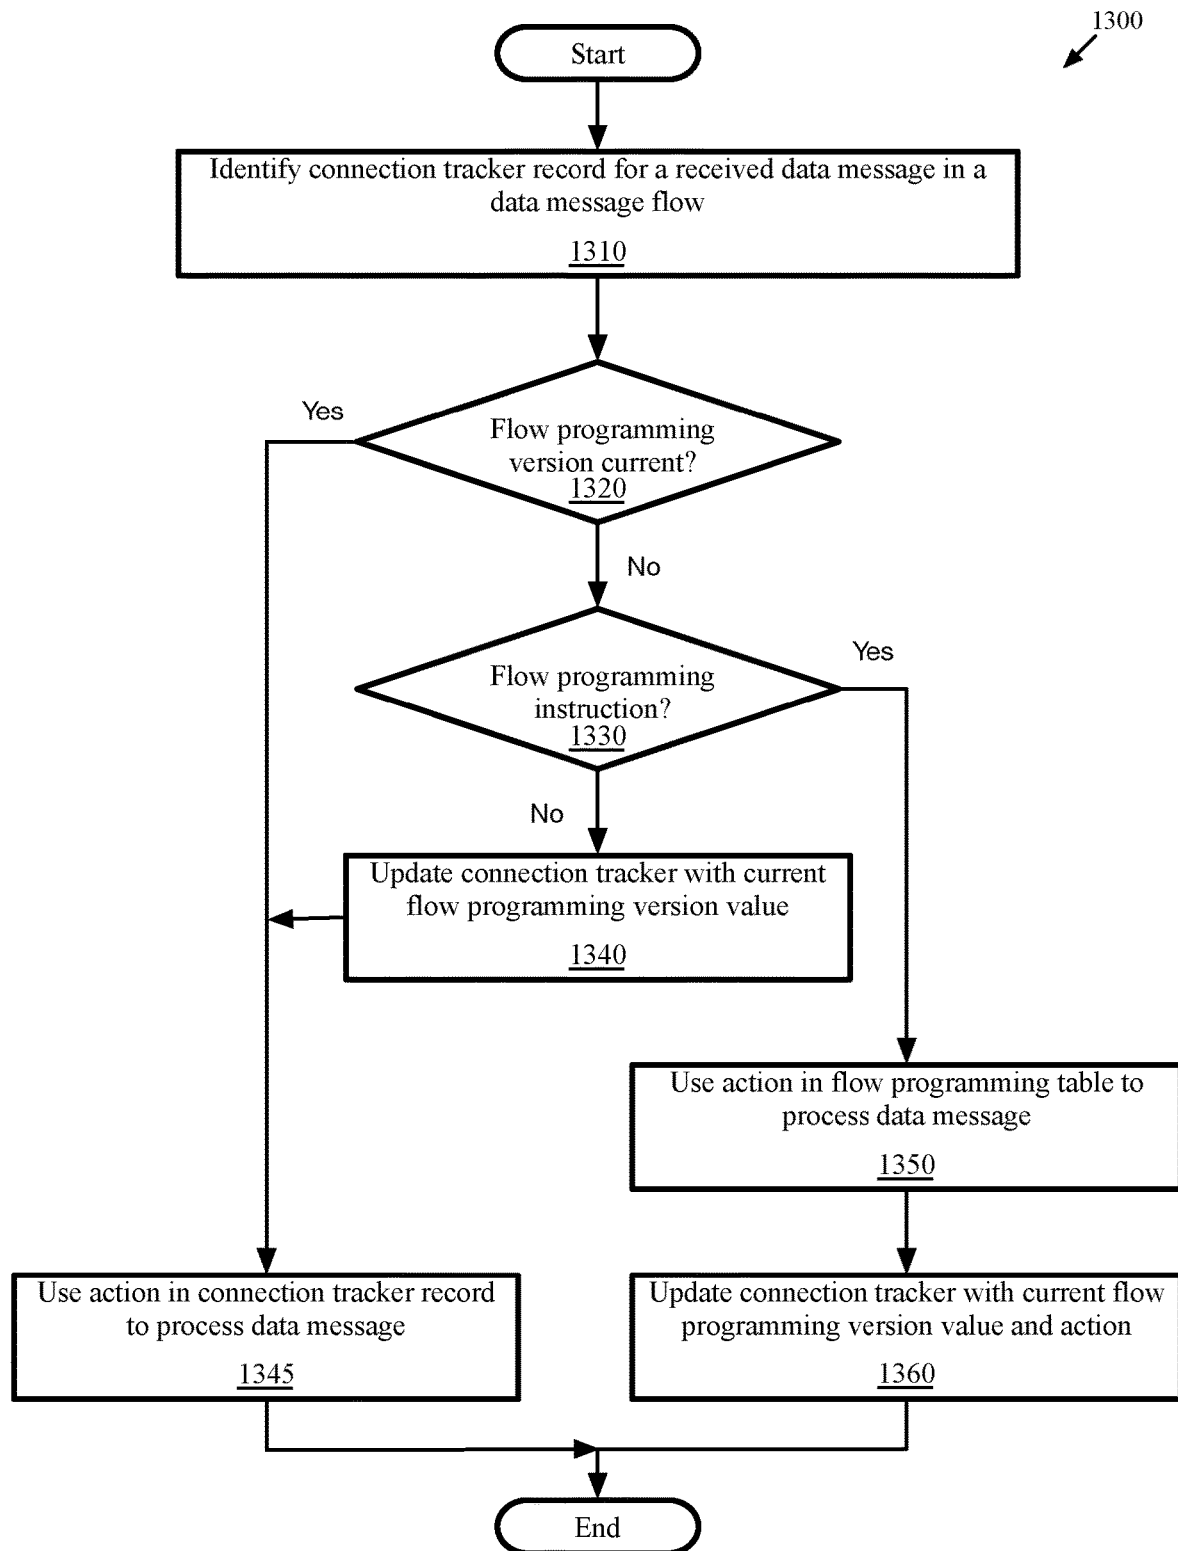 1300
Start
Identify connection tracker record for a received data message in a
data message flow
1310
Yes
Flow programming
version current?
1320
No
Yes
Flow programming
instruction?
1330
No
Update connection tracker with current
flow programming version value
1340
Use action in flow programming table to
process data message
1350
Use action in connection tracker record
to process data message
1345
Update connection tracker with current flow
programming version value and action
1360
End